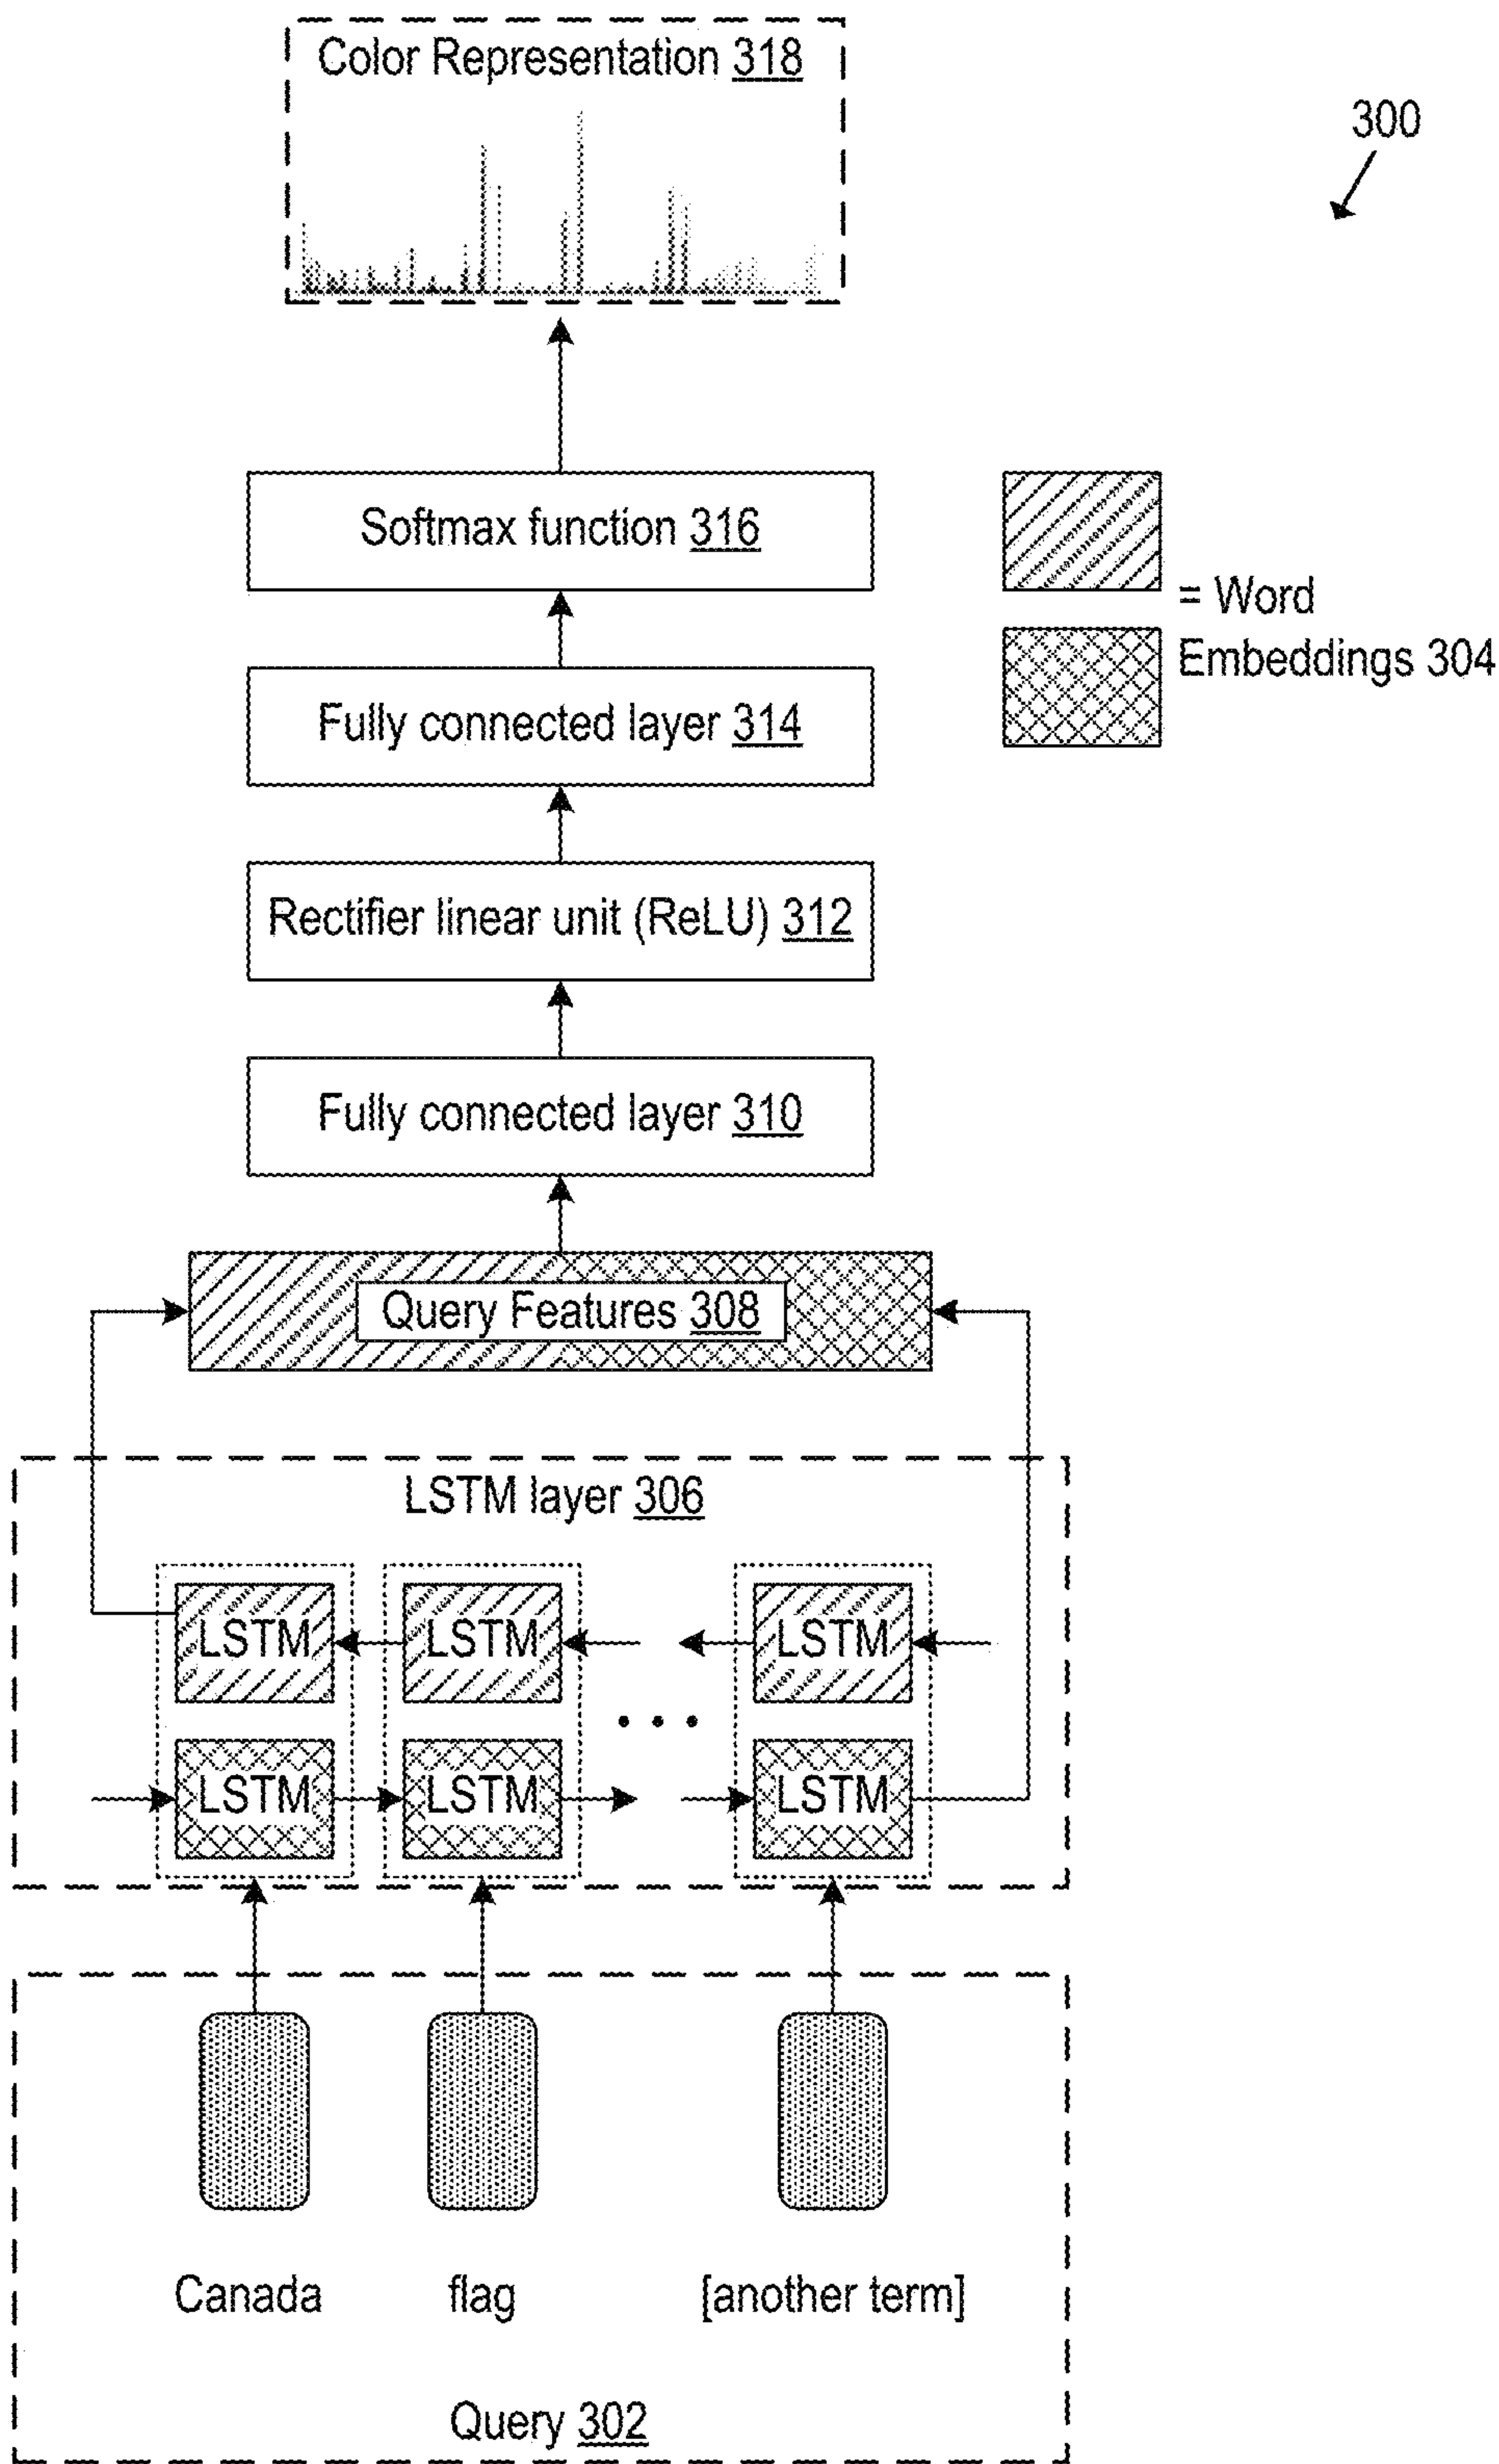 Color Representation 318
300
Softmax function 316
= Word
Embeddings 304
Fully connected layer 314
Rectifier linear unit (ReLU) 312
Fully connected layer 310
Query Features 308
LSTM layer 306
LSTM LSTM LSTM
• • •
LSTM LSTM LSTM
Canada flag [another term]
Query 302